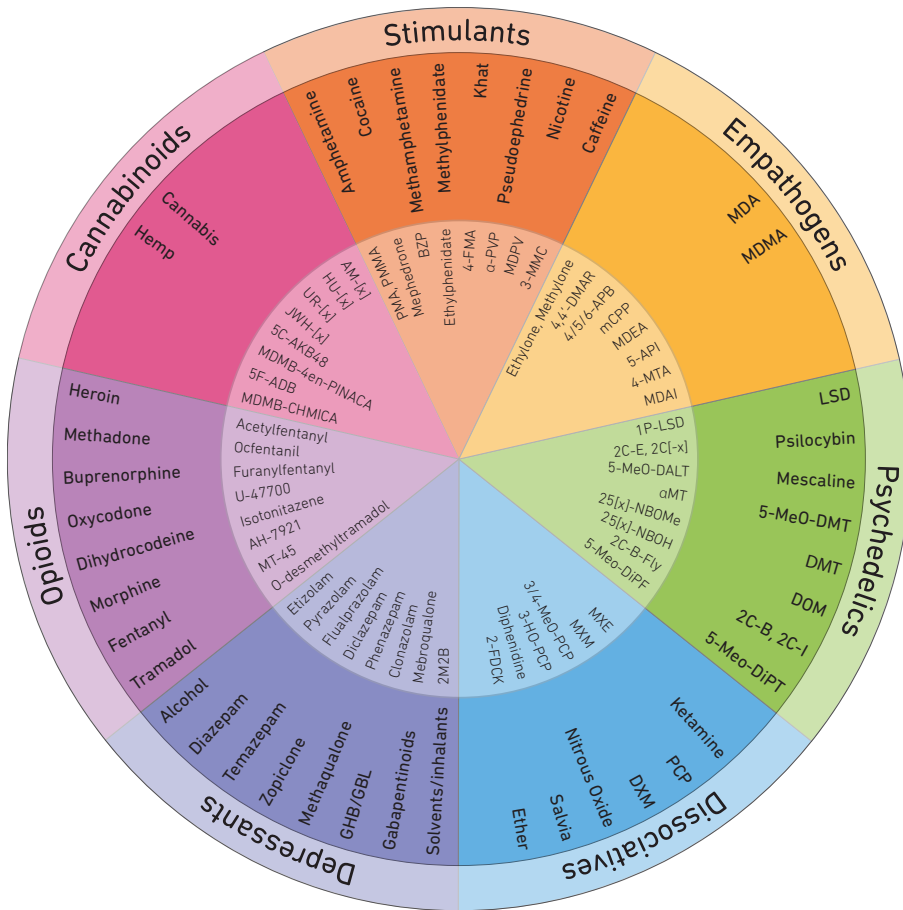 Stimulants
Amphetamine
Cocaine
Methamphetamine
Methylphenidate
Khat
Pseudoephedrine
Nicotine
Caffeine
PMA, PMMA
Mephedrone
BZP
Ethylphenidate
4-FMA
α-PVP
MDPV
3-MMC
Empathogens
MDA
MDMA
Ethylone, Methylone
4,4'-DMAR
4/5/6-APB
mCPP
MDEA
5-API
4-MTA
MDAI
Psychedelics
LSD
Psilocybin
Mescaline
5-MeO-DMT
DMT
DOM
2C-B, 2C-I
5-Meo-DiPT
1P-LSD
2C-E, 2C[-x]
5-MeO-DALT
αMT
25[x]-NBOMe
25[x]-NBOH
2C-B-Fly
5-Meo-DiPF
Dissociatives
Ketamine
PCP
DXM
Nitrous Oxide
Salvia
Ether
MXE
MXM
3/4-MeO-PCP
3-HO-PCP
Diphenidine
2-FDCK
Depressants
Solvents/inhalants
Gabapentinoids
GHB/GBL
Methaqualone
Zopiclone
Temazepam
Diazepam
Alcohol
2M2B
Mebroqualone
Clonazolam
Phenazepam
Diclazepam
Flualprazolam
Pyrazolam
Etizolam
Opioids
Tramadol
Fentanyl
Morphine
Dihydrocodeine
Oxycodone
Buprenorphine
Methadone
Heroin
O-desmethyltramadol
MT-45
AH-7921
Isotonitazene
U-47700
Furanylfentanyl
Ocfentanil
Acetylfentanyl
Cannabinoids
Hemp
Cannabis
MDMB-CHMICA
5F-ADB
MDMB-4en-PINACA
5C-AKB48
JWH-[x]
UR-[x]
HU-[x]
AM-[x]